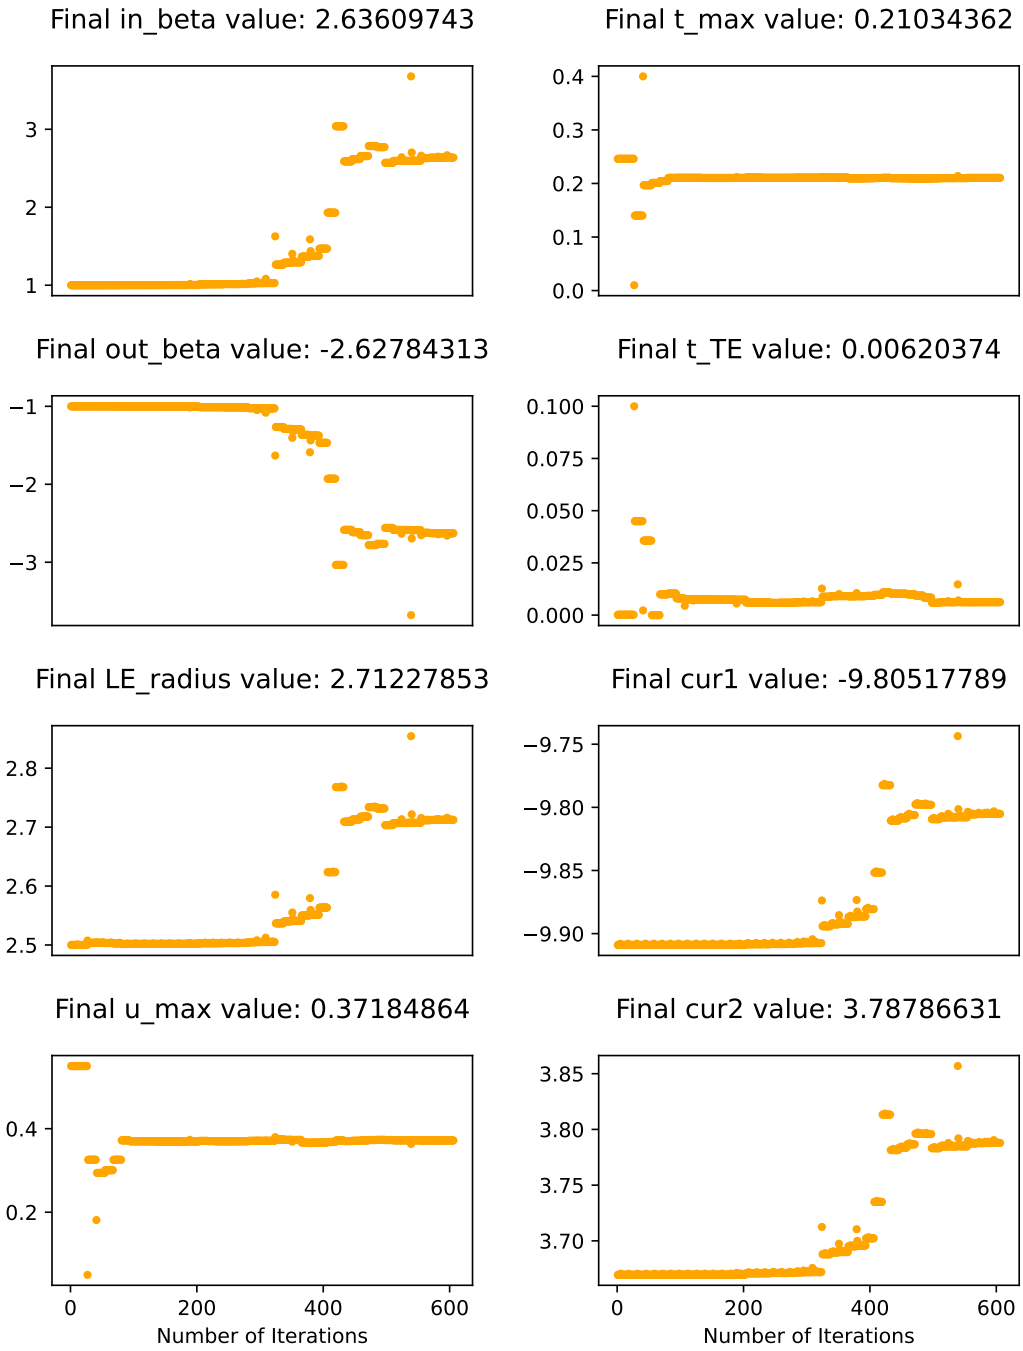 Final in_beta value: 2.63609743
3
2
1
Final t_max value: 0.21034362
0.4
0.3
0.2
0.1
0.0
Final out_beta value: -2.62784313
−1
−2
−3
Final t_TE value: 0.00620374
0.100
0.075
0.050
0.025
0.000
Final LE_radius value: 2.71227853
2.8
2.7
2.6
2.5
Final cur1 value: -9.80517789
−9.75
−9.80
−9.85
−9.90
Final u_max value: 0.37184864
0.4
0.2
0 200 400 600
Number of Iterations
Final cur2 value: 3.78786631
3.85
3.80
3.75
3.70
0 200 400 600
Number of Iterations